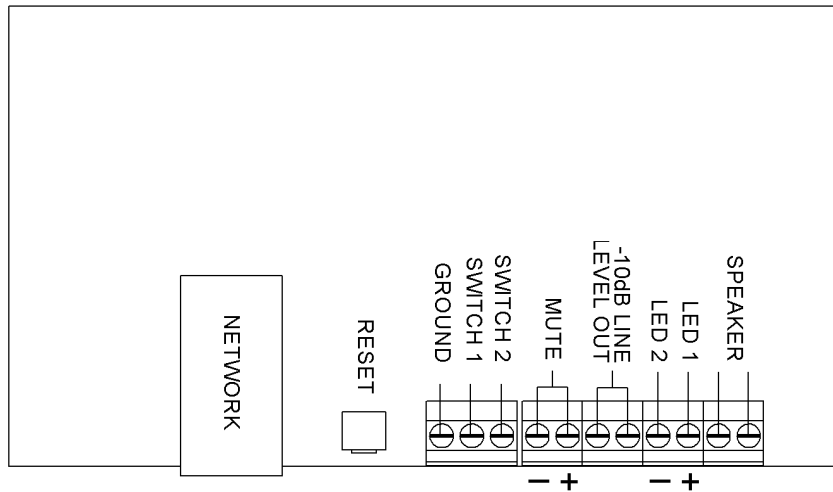 NETWORK
RESET
GROUND
SWITCH 1
SWITCH 2
MUTE
-10dB LINE
LEVEL OUT
LED 2
LED 1
SPEAKER
− +
− +